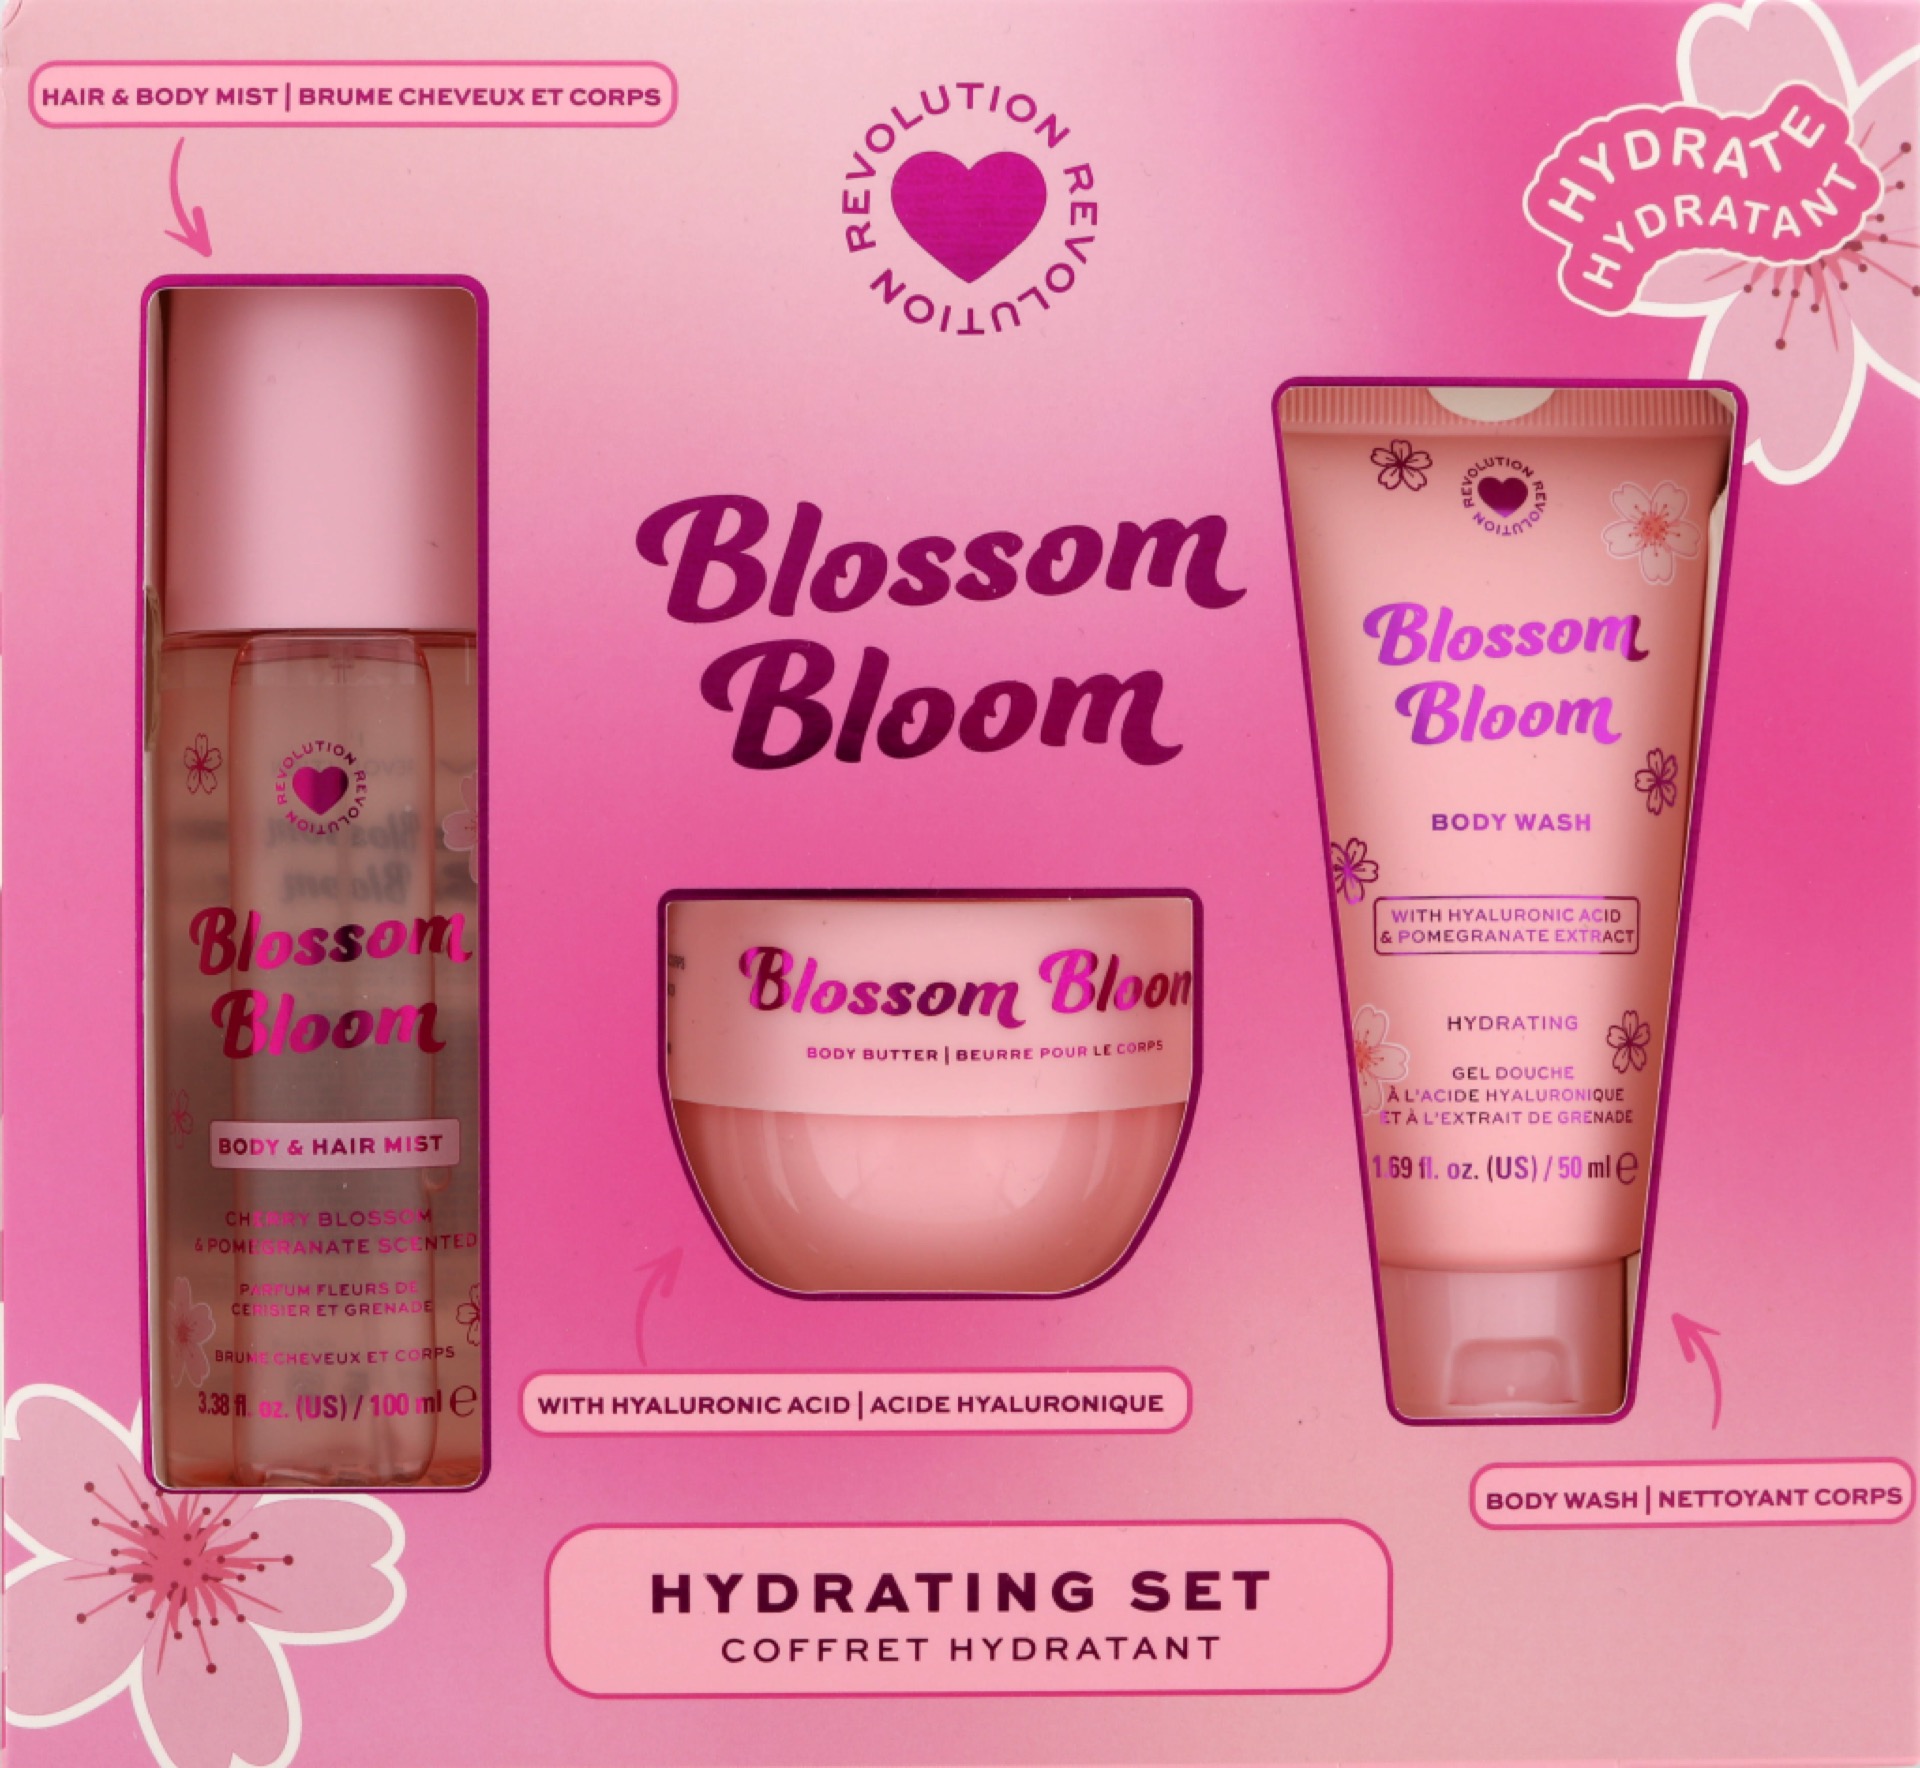 HAIR & BODY MIST | BRUME CHEVEUX ET CORPS
REVOLUTION REVOLUTION
HYDRATE
HYDRATANT
Blossom
Bloom
REVOLUTION REVOLUTION
Blossom
Bloom
BODY & HAIR MIST
CHERRY BLOSSOM
& POMEGRANATE SCENTED
PARFUM FLEURS DE
CERISIER ET GRENADE
BRUME CHEVEUX ET CORPS
3.38 fl. oz. (US) / 100 ml ℮
Blossom Bloom
BODY BUTTER | BEURRE POUR LE CORPS
WITH HYALURONIC ACID | ACIDE HYALURONIQUE
REVOLUTION REVOLUTION
Blossom
Bloom
BODY WASH
WITH HYALURONIC ACID
& POMEGRANATE EXTRACT
HYDRATING
GEL DOUCHE
À L'ACIDE HYALURONIQUE
ET À L'EXTRAIT DE GRENADE
1.69 fl. oz. (US) / 50 ml ℮
BODY WASH | NETTOYANT CORPS
HYDRATING SET
COFFRET HYDRATANT